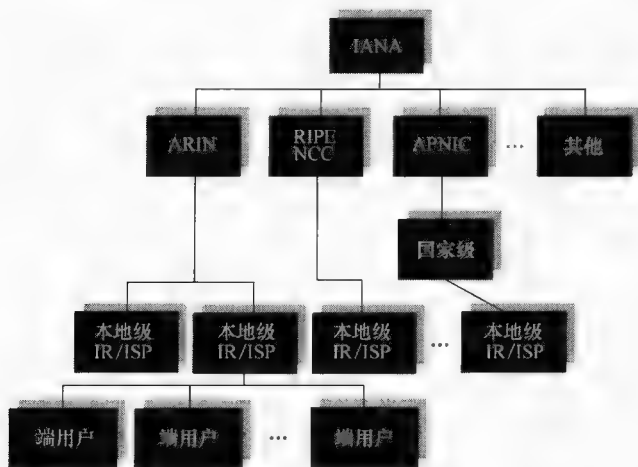 IANA
ARIN
RIPE
NCC
APNIC
...
其他
国家级
本地级
IR/ISP
本地级
IR/ISP
本地级
IR/ISP
...
本地级
IR/ISP
端用户
端用户
...
端用户